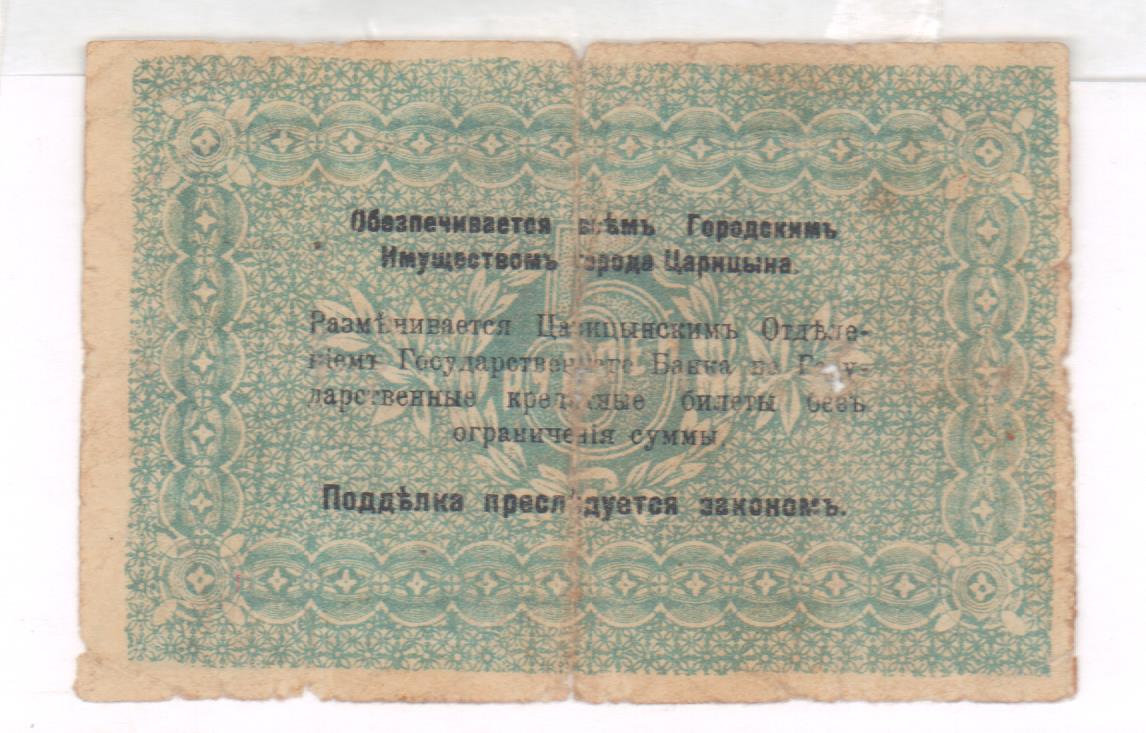 Обезпечивается всѣмъ Городскимъ
Имуществомъ города Царицына.
Размѣнивается Царицынскимъ Отдѣле-
ніемъ Государственнаго Банка на Госу-
дарственные кредитные билеты безъ
ограниченія суммы.
Поддѣлка преслѣдуется закономъ.
5